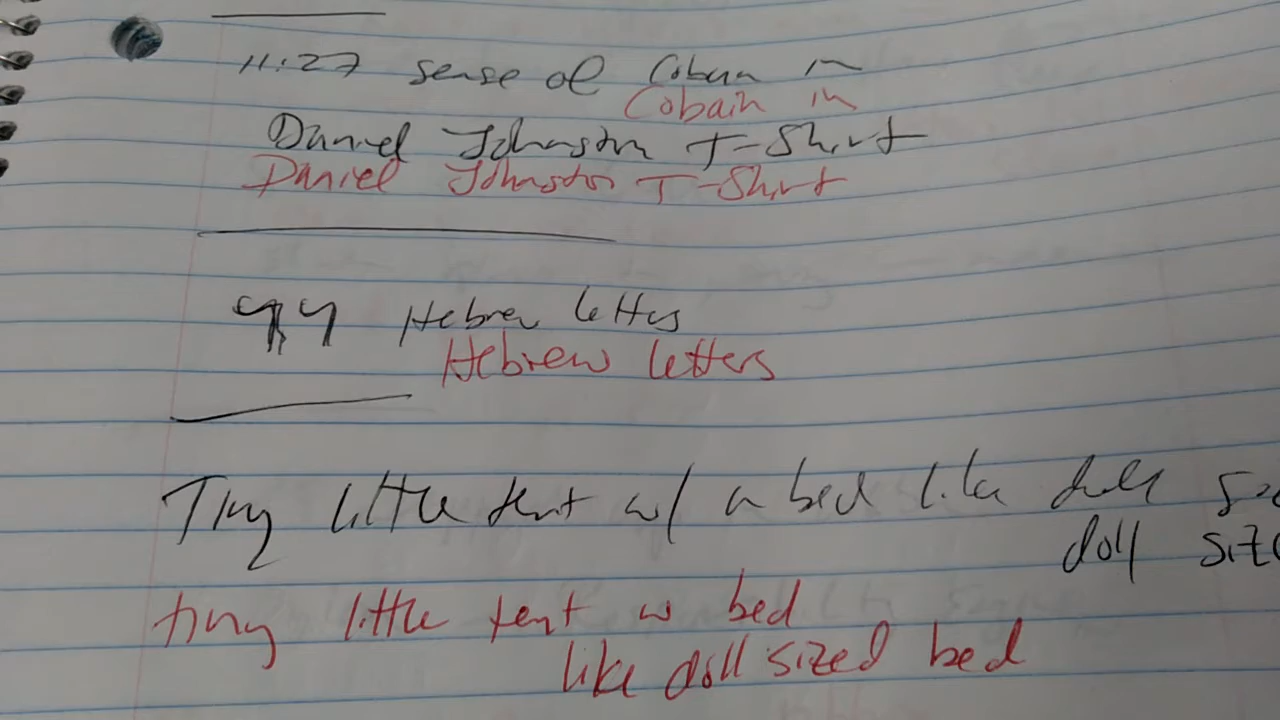 11:27 sense of Cobain in
Cobain in
Daniel Johnston T-Shirt
Daniel Johnston T-Shirt
Hebrew letters
Hebrew letters
Tiny little tent w/ a bed like doll
doll
tiny little tent w bed
like doll sized bed